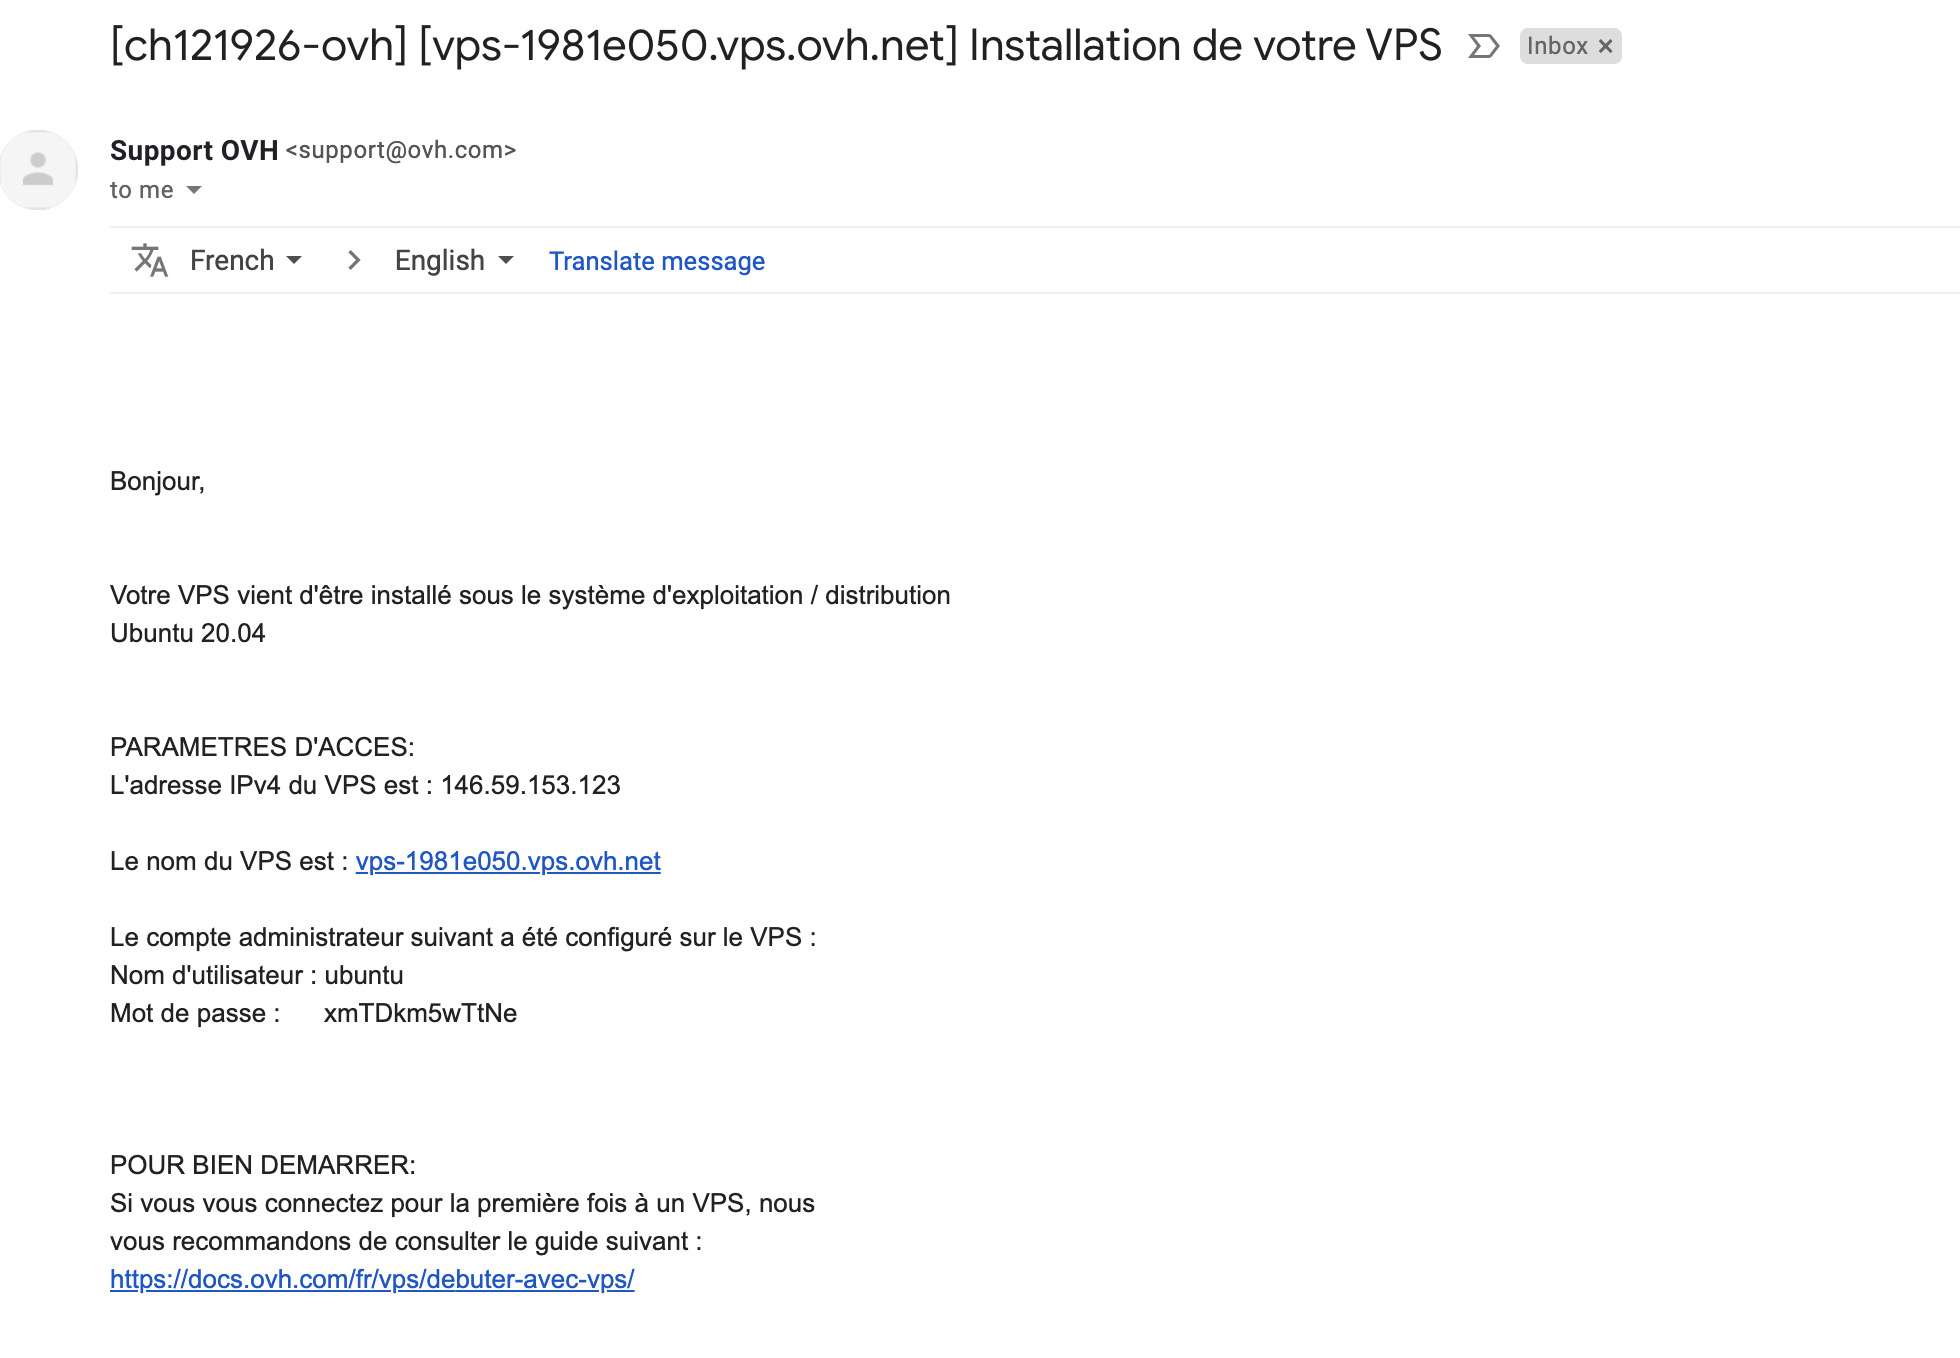 [ch121926-ovh] [vps-1981e050.vps.ovh.net] Installation de votre VPS Inbox ×
Support OVH <support@ovh.com>
to me
French > English Translate message
Bonjour,
Votre VPS vient d'être installé sous le système d'exploitation / distribution
Ubuntu 20.04
PARAMETRES D'ACCES:
L'adresse IPv4 du VPS est : 146.59.153.123
Le nom du VPS est : vps-1981e050.vps.ovh.net
Le compte administrateur suivant a été configuré sur le VPS :
Nom d'utilisateur : ubuntu
Mot de passe : xmTDkm5wTtNe
POUR BIEN DEMARRER:
Si vous vous connectez pour la première fois à un VPS, nous
vous recommandons de consulter le guide suivant :
https://docs.ovh.com/fr/vps/debuter-avec-vps/